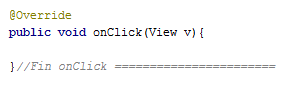 @Override
public void onClick(View v){
}//Fin onClick =======================